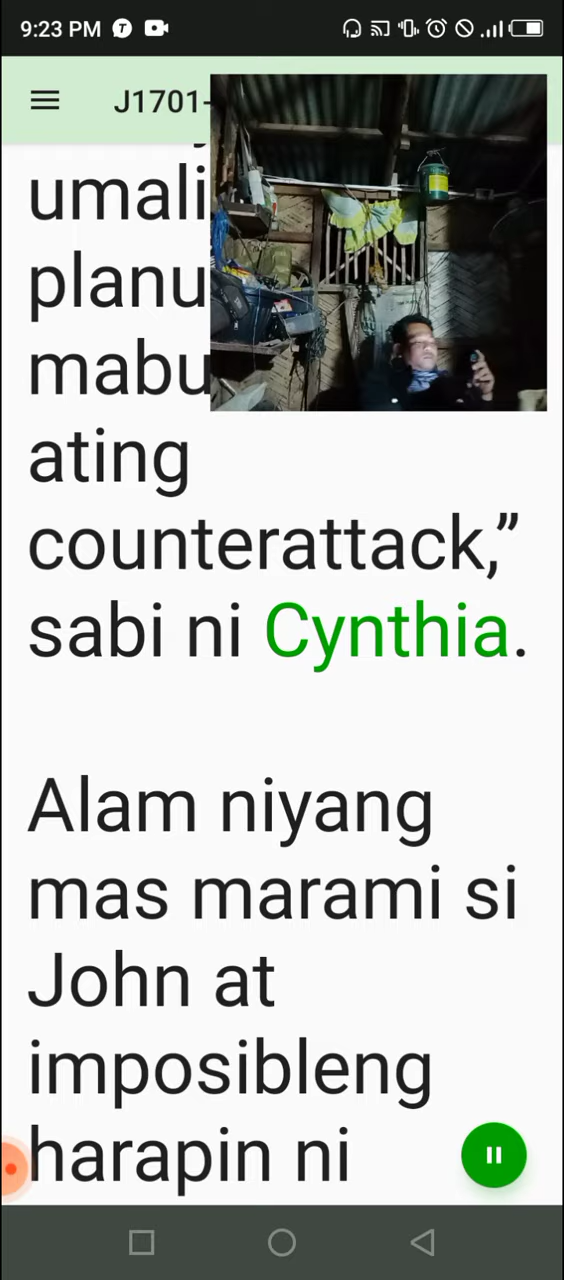 9:23 PM
J1701-
umali
planu
mabu
ating
counterattack,”
sabi ni Cynthia.
Alam niyang
mas marami si
John at
imposibleng
harapin ni